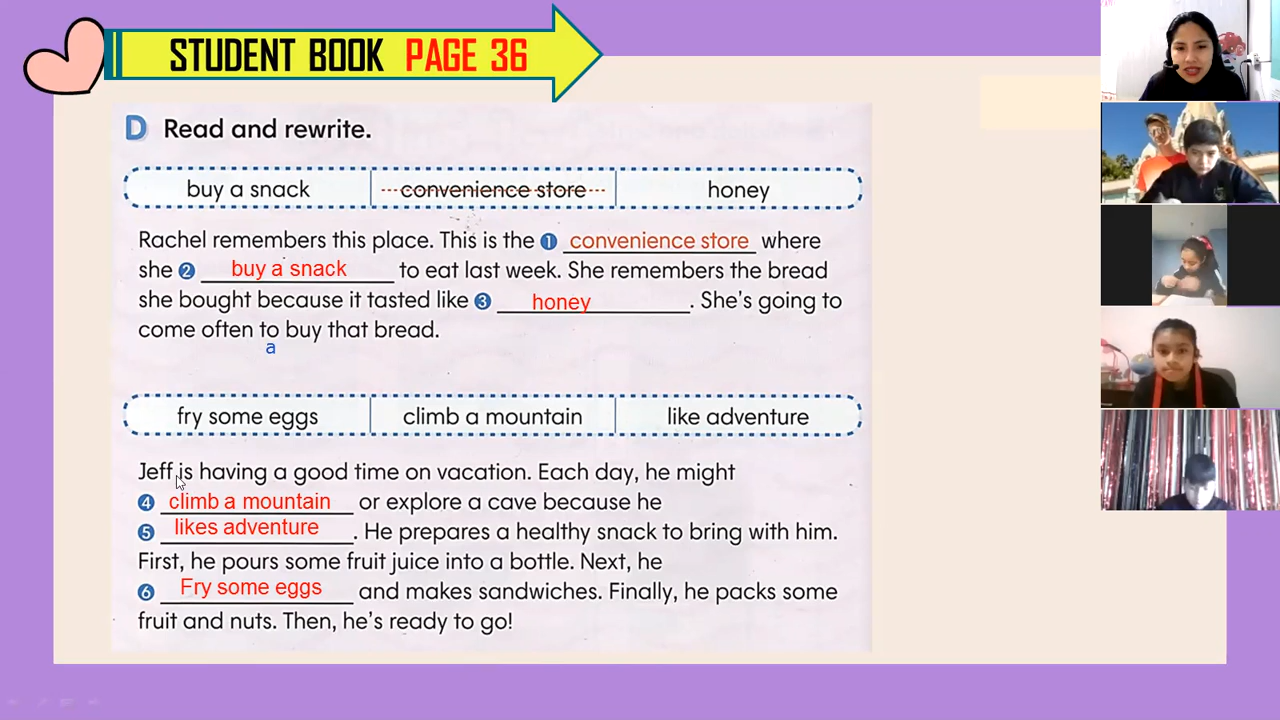 STUDENT BOOK PAGE 36
D Read and rewrite.
buy a snack convenience store honey
Rachel remembers this place. This is the 1 convenience store where
she 2 buy a snack to eat last week. She remembers the bread
she bought because it tasted like 3 honey . She's going to
come often to buy that bread.
a
fry some eggs climb a mountain like adventure
Jeff is having a good time on vacation. Each day, he might
4 climb a mountain or explore a cave because he
5 likes adventure . He prepares a healthy snack to bring with him.
First, he pours some fruit juice into a bottle. Next, he
6 Fry some eggs and makes sandwiches. Finally, he packs some
fruit and nuts. Then, he's ready to go!